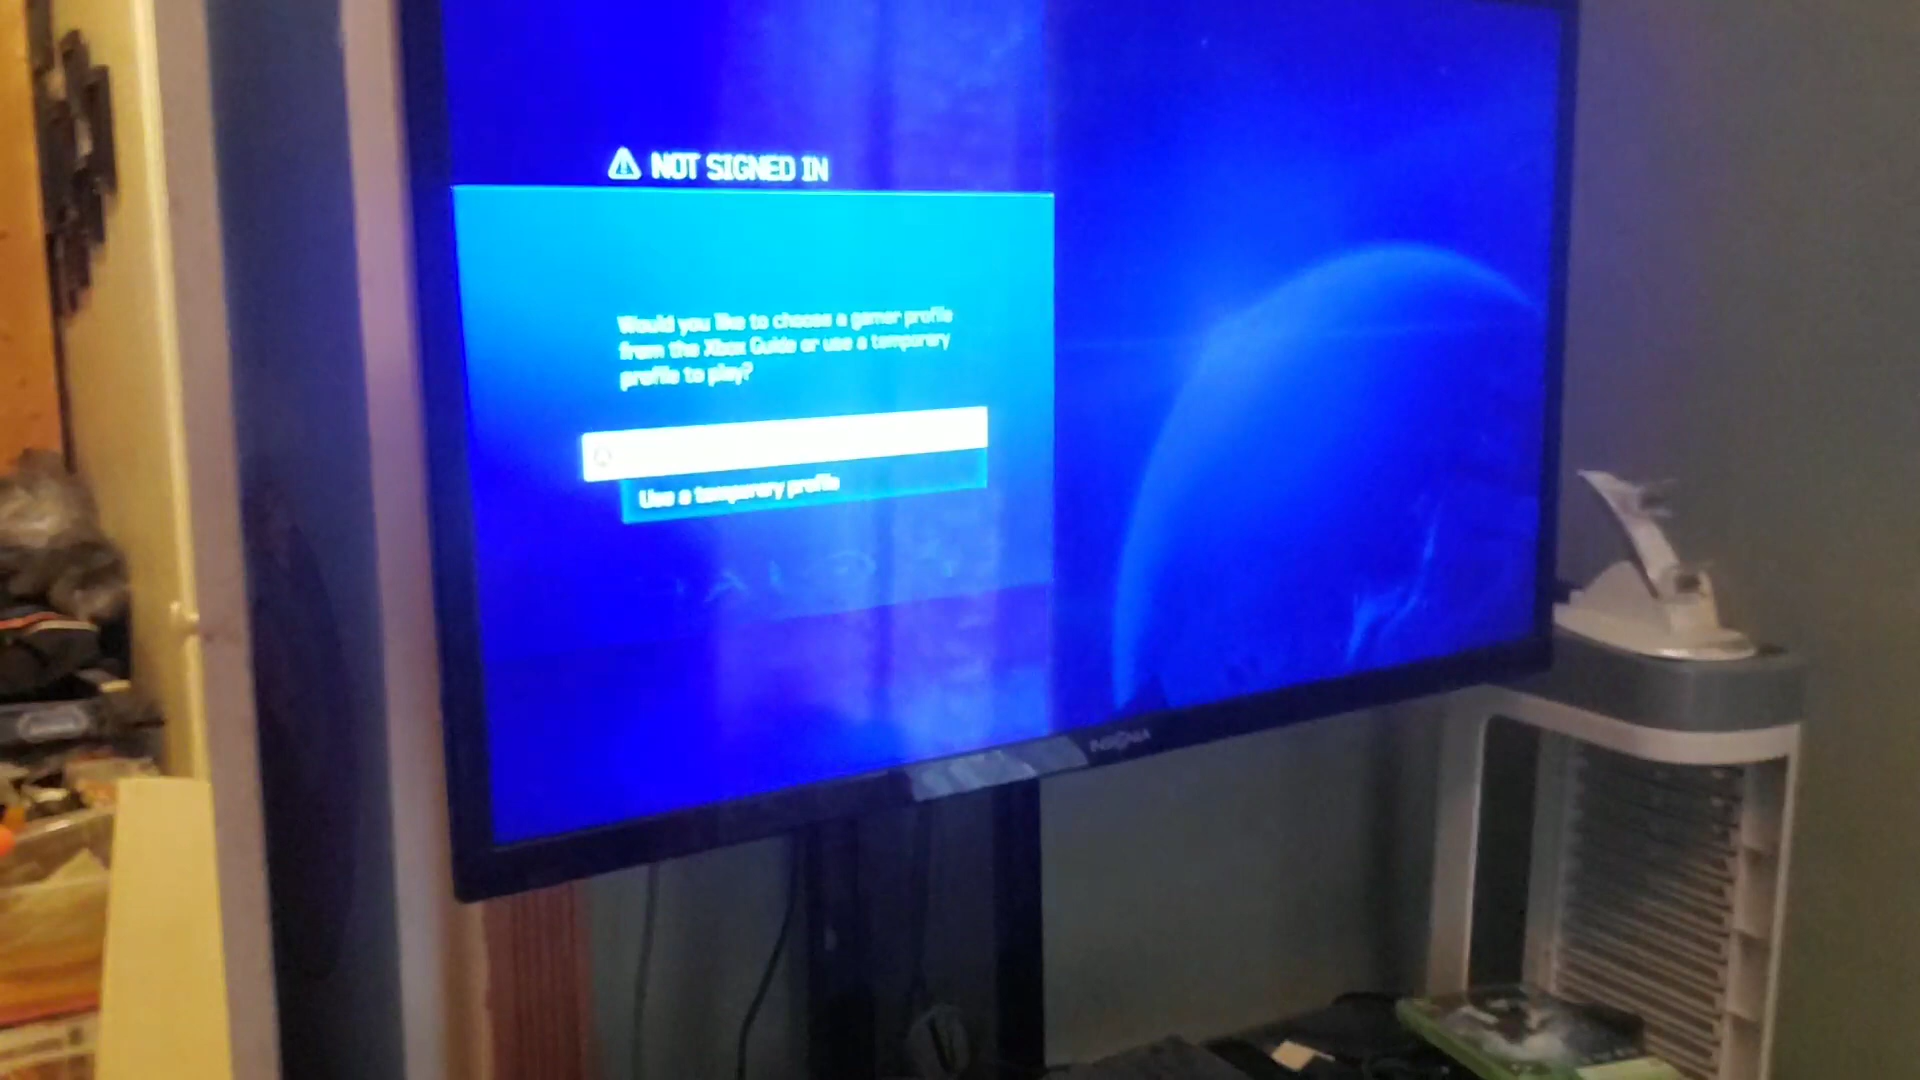 NOT SIGNED IN
Would you like to choose a gamer profile
from the Xbox Guide or use a temporary
profile to play?
Use a temporary profile
INSIGNIA